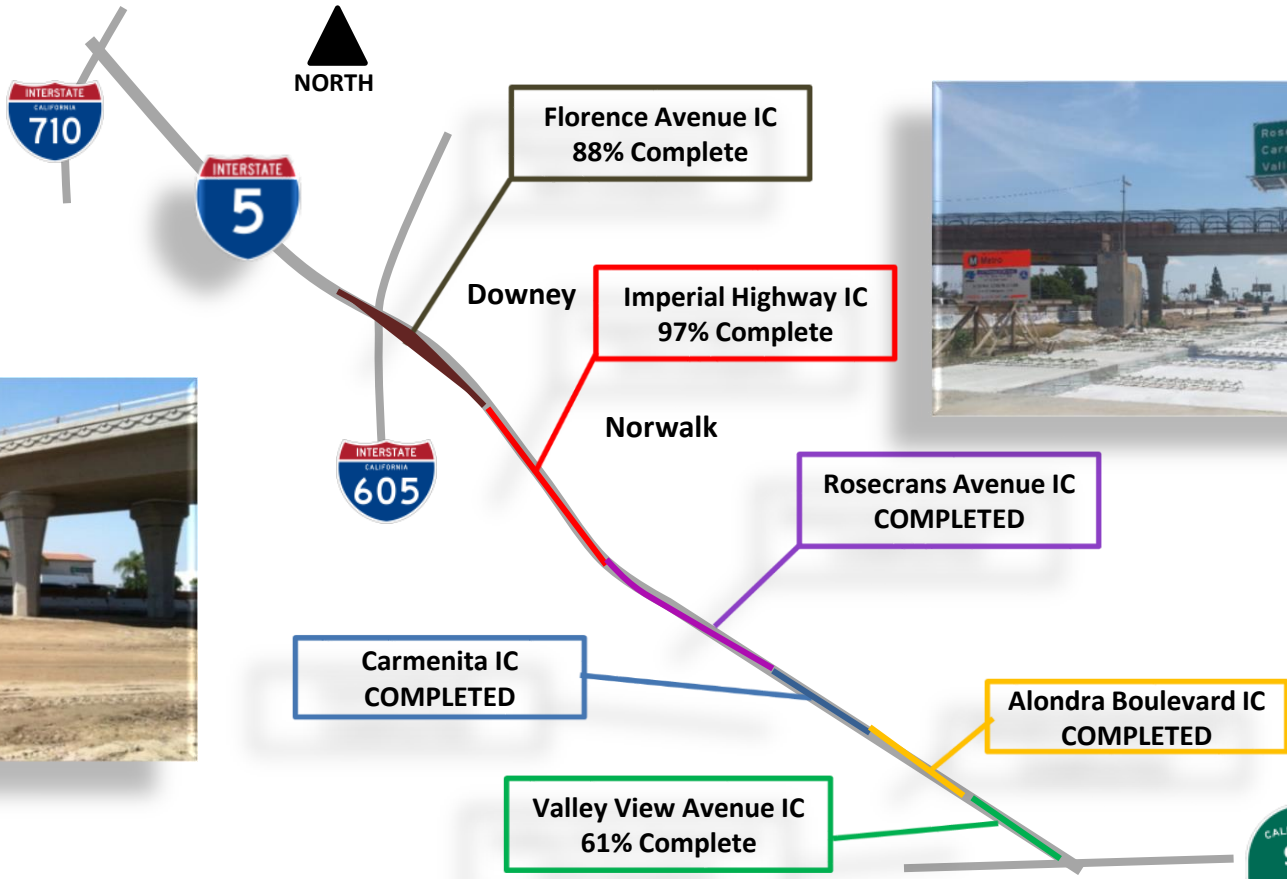 NORTH
INTERSTATE
CALIFORNIA
710
INTERSTATE
5
Florence Avenue IC
88% Complete
Downey
Imperial Highway IC
97% Complete
Metro
Norwalk
INTERSTATE
CALIFORNIA
605
Rosecrans Avenue IC
COMPLETED
Carmenita IC
COMPLETED
Alondra Boulevard IC
COMPLETED
Valley View Avenue IC
61% Complete